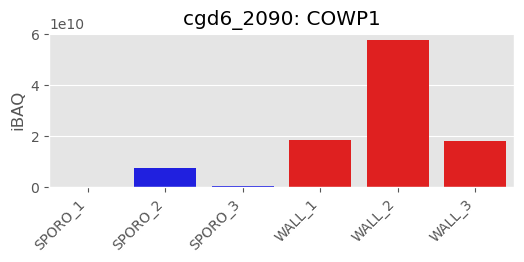 cgd6_2090: COWP1
1e10
6
4
2
0
iBAQ
SPORO_1
SPORO_2
SPORO_3
WALL_1
WALL_2
WALL_3